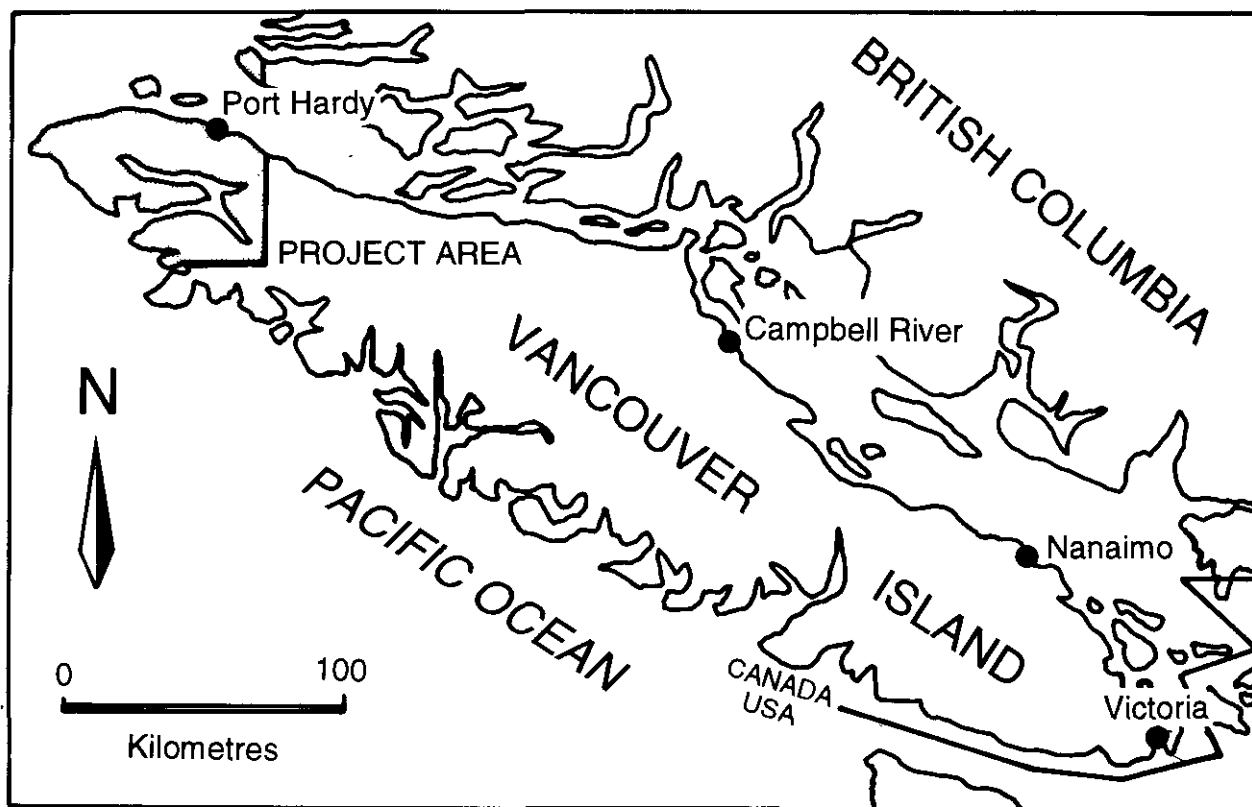 BRITISH COLUMBIA
Port Hardy
PROJECT AREA
VANCOUVER
ISLAND
Campbell River
N
PACIFIC OCEAN
Nanaimo
CANADA
USA
Victoria
0 100
Kilometres